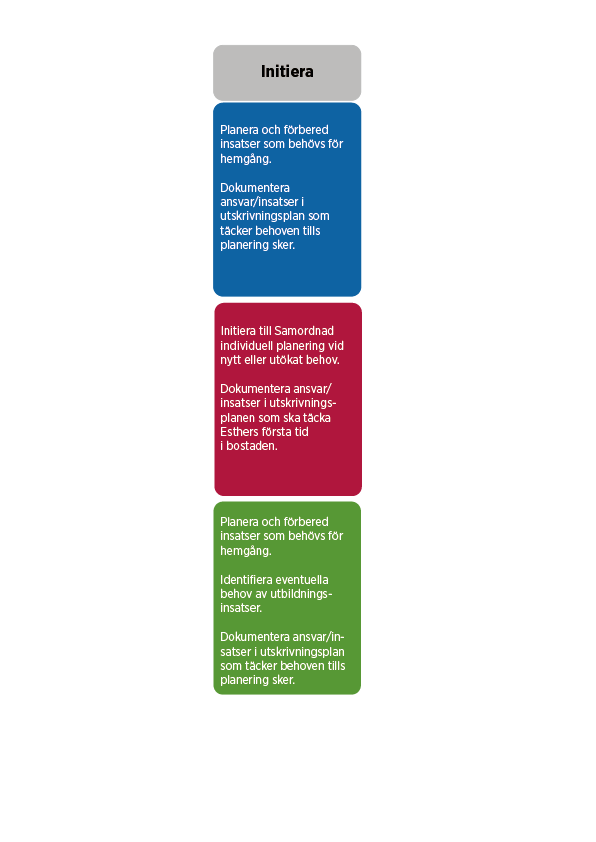 Initiera
Planera och förbered
insatser som behövs för
hemgång.
Dokumentera
ansvar/insatser i
utskrivningsplan som
täcker behoven tills
planering sker.
Initiera till Samordnad
individuell planering vid
nytt eller utökat behov.
Dokumentera ansvar/
insatser i utskrivnings-
planen som ska täcka
Esthers första tid
i bostaden.
Planera och förbered
insatser som behövs för
hemgång.
Identifiera eventuella
behov av utbildnings-
insatser.
Dokumentera ansvar/in-
satser i utskrivningsplan
som täcker behoven tills
planering sker.